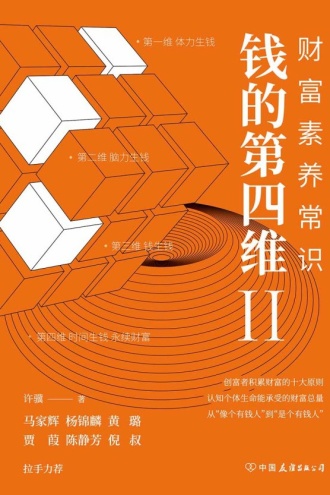 财富素养常识
钱的第四维II
·第一维 体力生钱
·第二维 脑力生钱
·第三维 钱生钱
·第四维 时间生钱 永续财富
许骥——著
马家辉 杨锦麟 黄璐
贾葭 陈静芳 倪叔
拉手力荐
创富者积累财富的十大原则
认知个体生命能承受的财富总量
从“像个有钱人”到“是个有钱人”
中国友谊出版公司